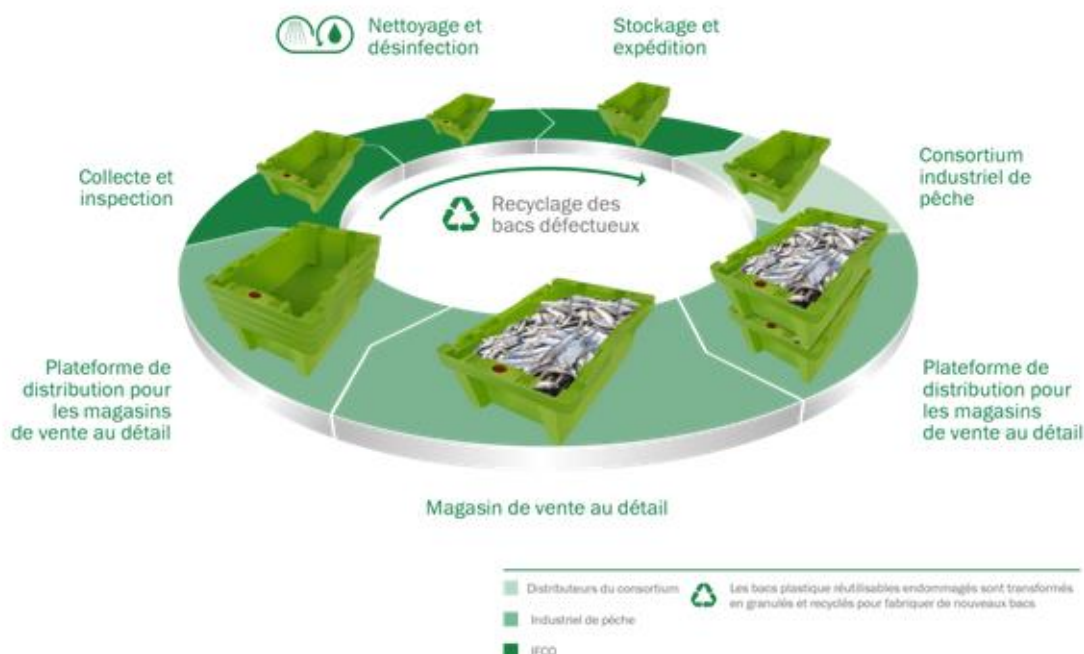 Nettoyage et
désinfection
Stockage et
expédition
Collecte et
inspection
Consortium
industriel de
pêche
Recyclage des
bacs défectueux
Plateforme de
distribution pour
les magasins
de vente au détail
Plateforme de
distribution pour
les magasins
de vente au détail
Magasin de vente au détail
Distributeurs du consortium
Les bacs plastique réutilisables endommagés sont transformés
en granulés et recyclés pour fabriquer de nouveaux bacs
Industriel de pêche
IFCO